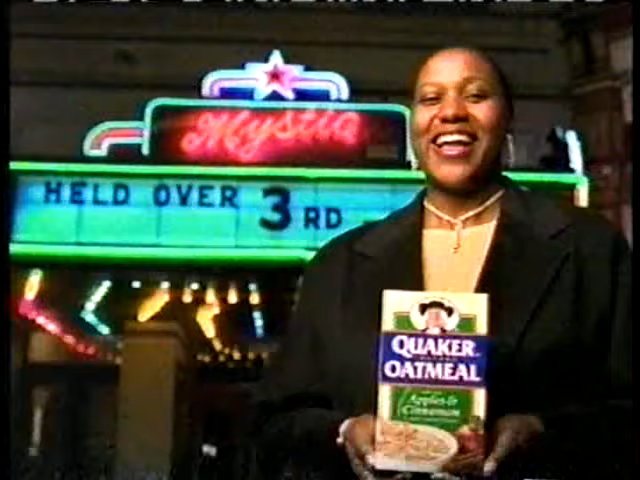 Mystic
HELD OVER 3RD
QUAKER
OATMEAL
Apples &
Cinnamon